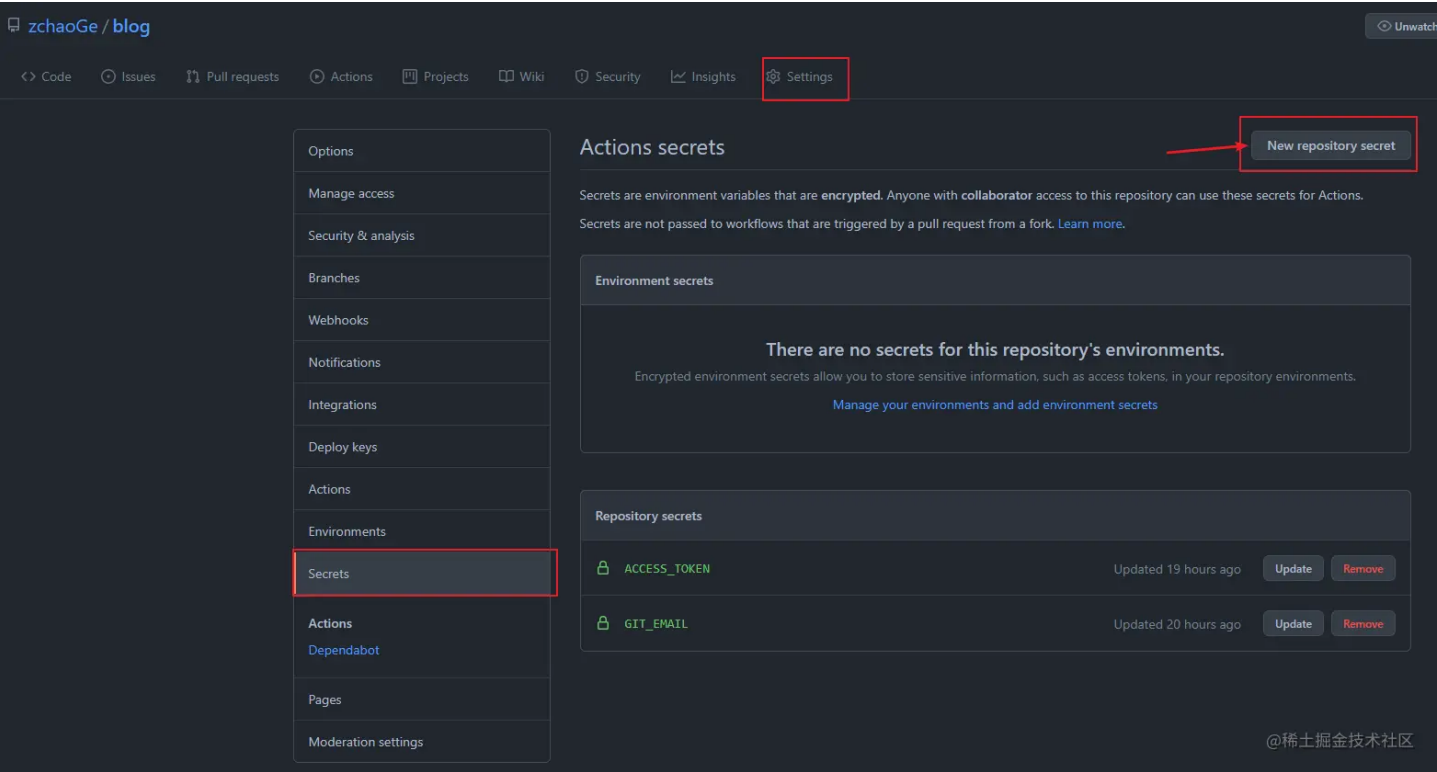 zchaoGe / blog
Unwatch
Code Issues Pull requests Actions Projects Wiki Security Insights Settings
Options
Manage access
Security & analysis
Branches
Webhooks
Notifications
Integrations
Deploy keys
Actions
Environments
Secrets
Actions
Dependabot
Pages
Moderation settings
Actions secrets
New repository secret
Secrets are environment variables that are encrypted. Anyone with collaborator access to this repository can use these secrets for Actions.
Secrets are not passed to workflows that are triggered by a pull request from a fork. Learn more.
Environment secrets
There are no secrets for this repository's environments.
Encrypted environment secrets allow you to store sensitive information, such as access tokens, in your repository environments.
Manage your environments and add environment secrets
Repository secrets
ACCESS_TOKEN Updated 19 hours ago Update Remove
GIT_EMAIL Updated 20 hours ago Update Remove
@稀土掘金技术社区